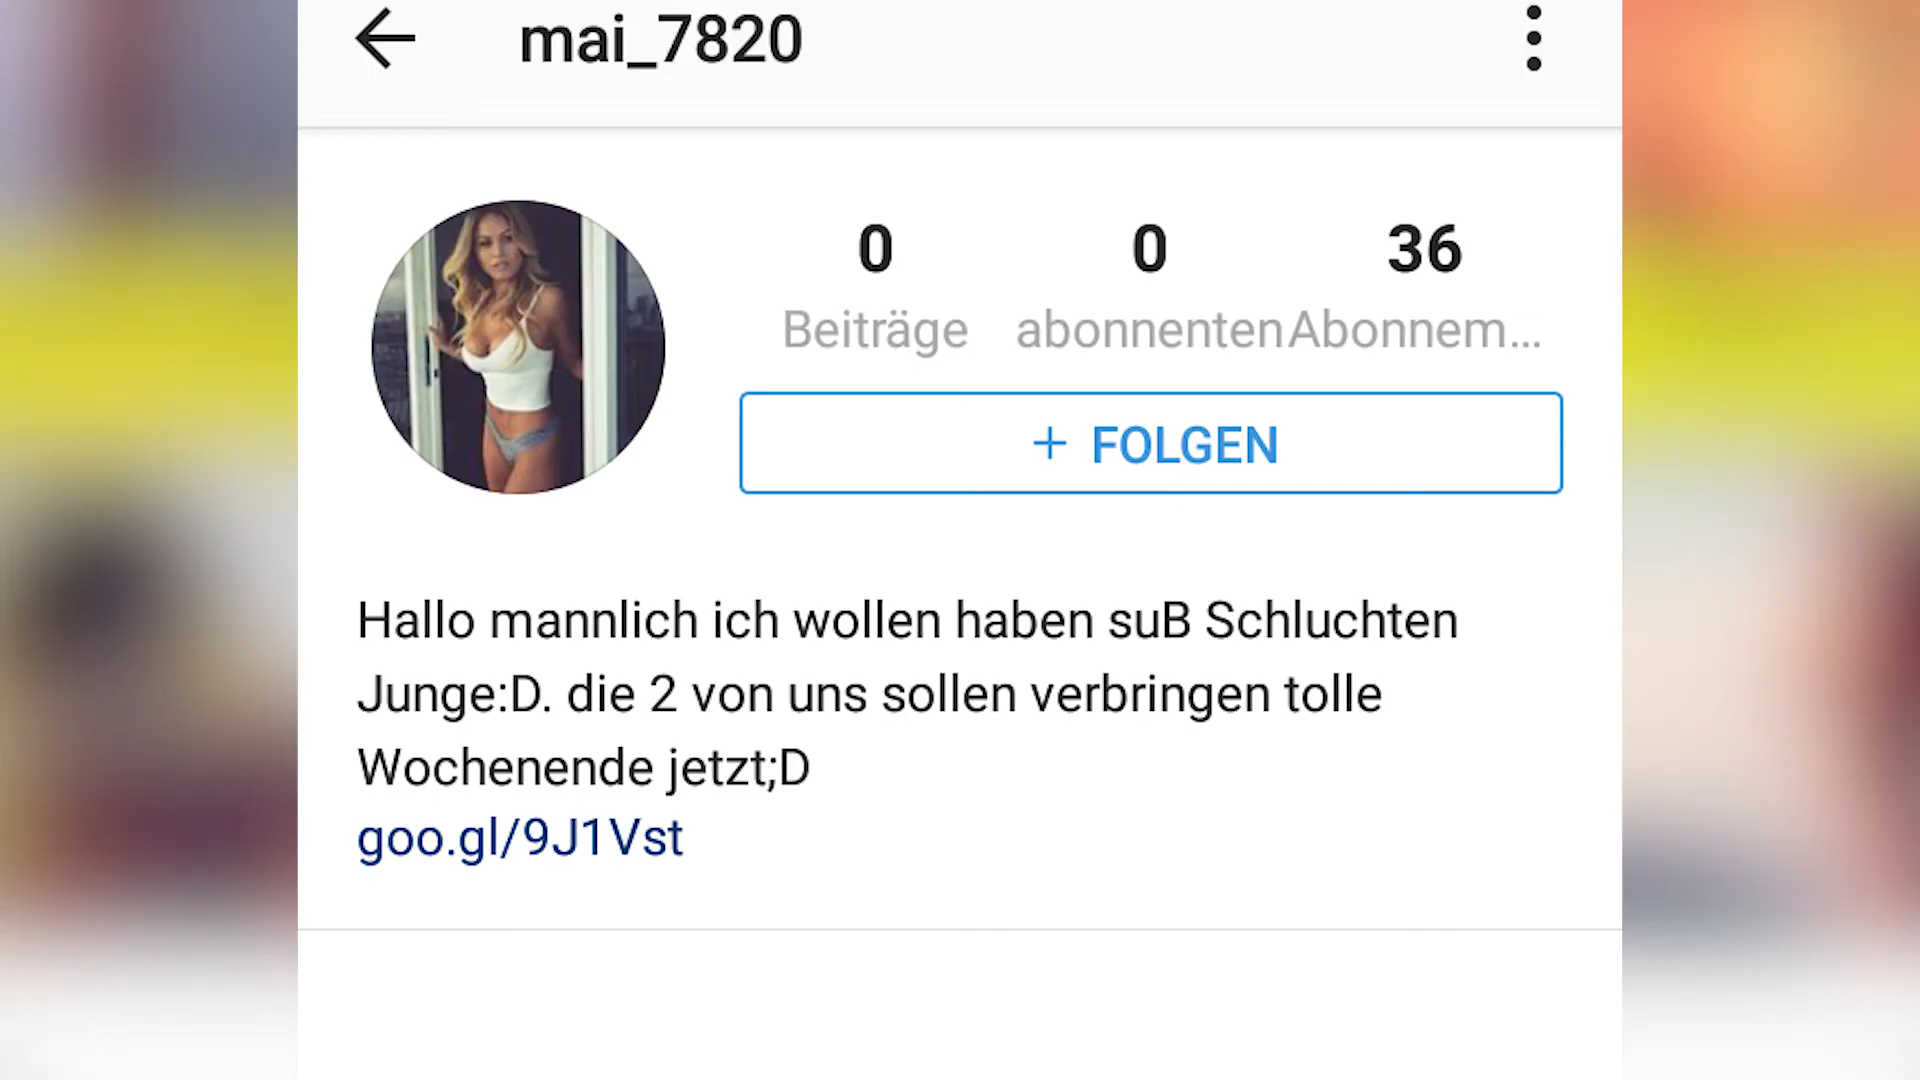 mai_7820
0 0 36
Beiträge abonnenten Abonnem...
+ FOLGEN
Hallo mannlich ich wollen haben suB Schluchten
Junge:D. die 2 von uns sollen verbringen tolle
Wochenende jetzt;D
goo.gl/9J1Vst